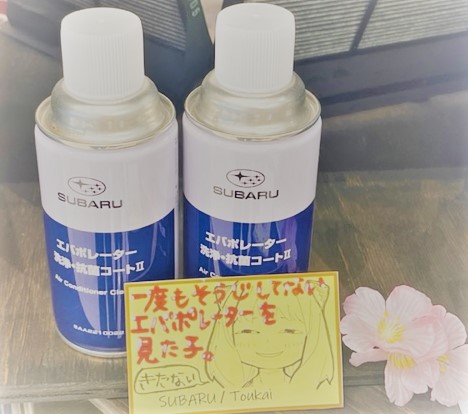 SUBARU
エバポレーター
洗浄・抗菌コートII
Air Conditioner
SUBARU
エバポレーター
洗浄・抗菌コートII
Air
一度もそうじしてない
エバポレーターを
見た子。
きたない
SUBARU/Toukai